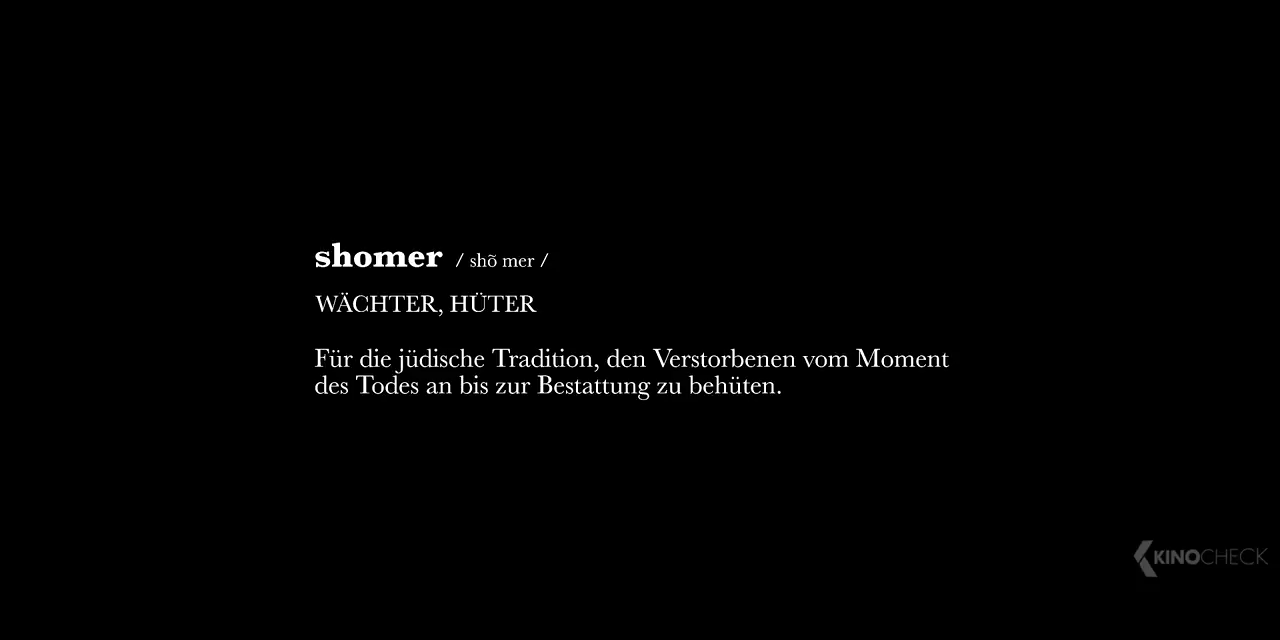 shomer / shõ mer /
WÄCHTER, HÜTER
Für die jüdische Tradition, den Verstorbenen vom Moment
des Todes an bis zur Bestattung zu behüten.
KINOCHECK